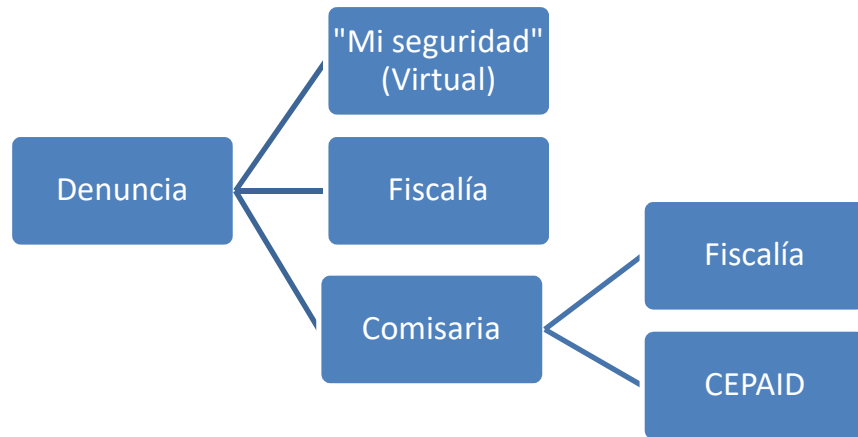 "Mi seguridad"
(Virtual)
Denuncia
Fiscalía
Fiscalía
Comisaria
CEPAID